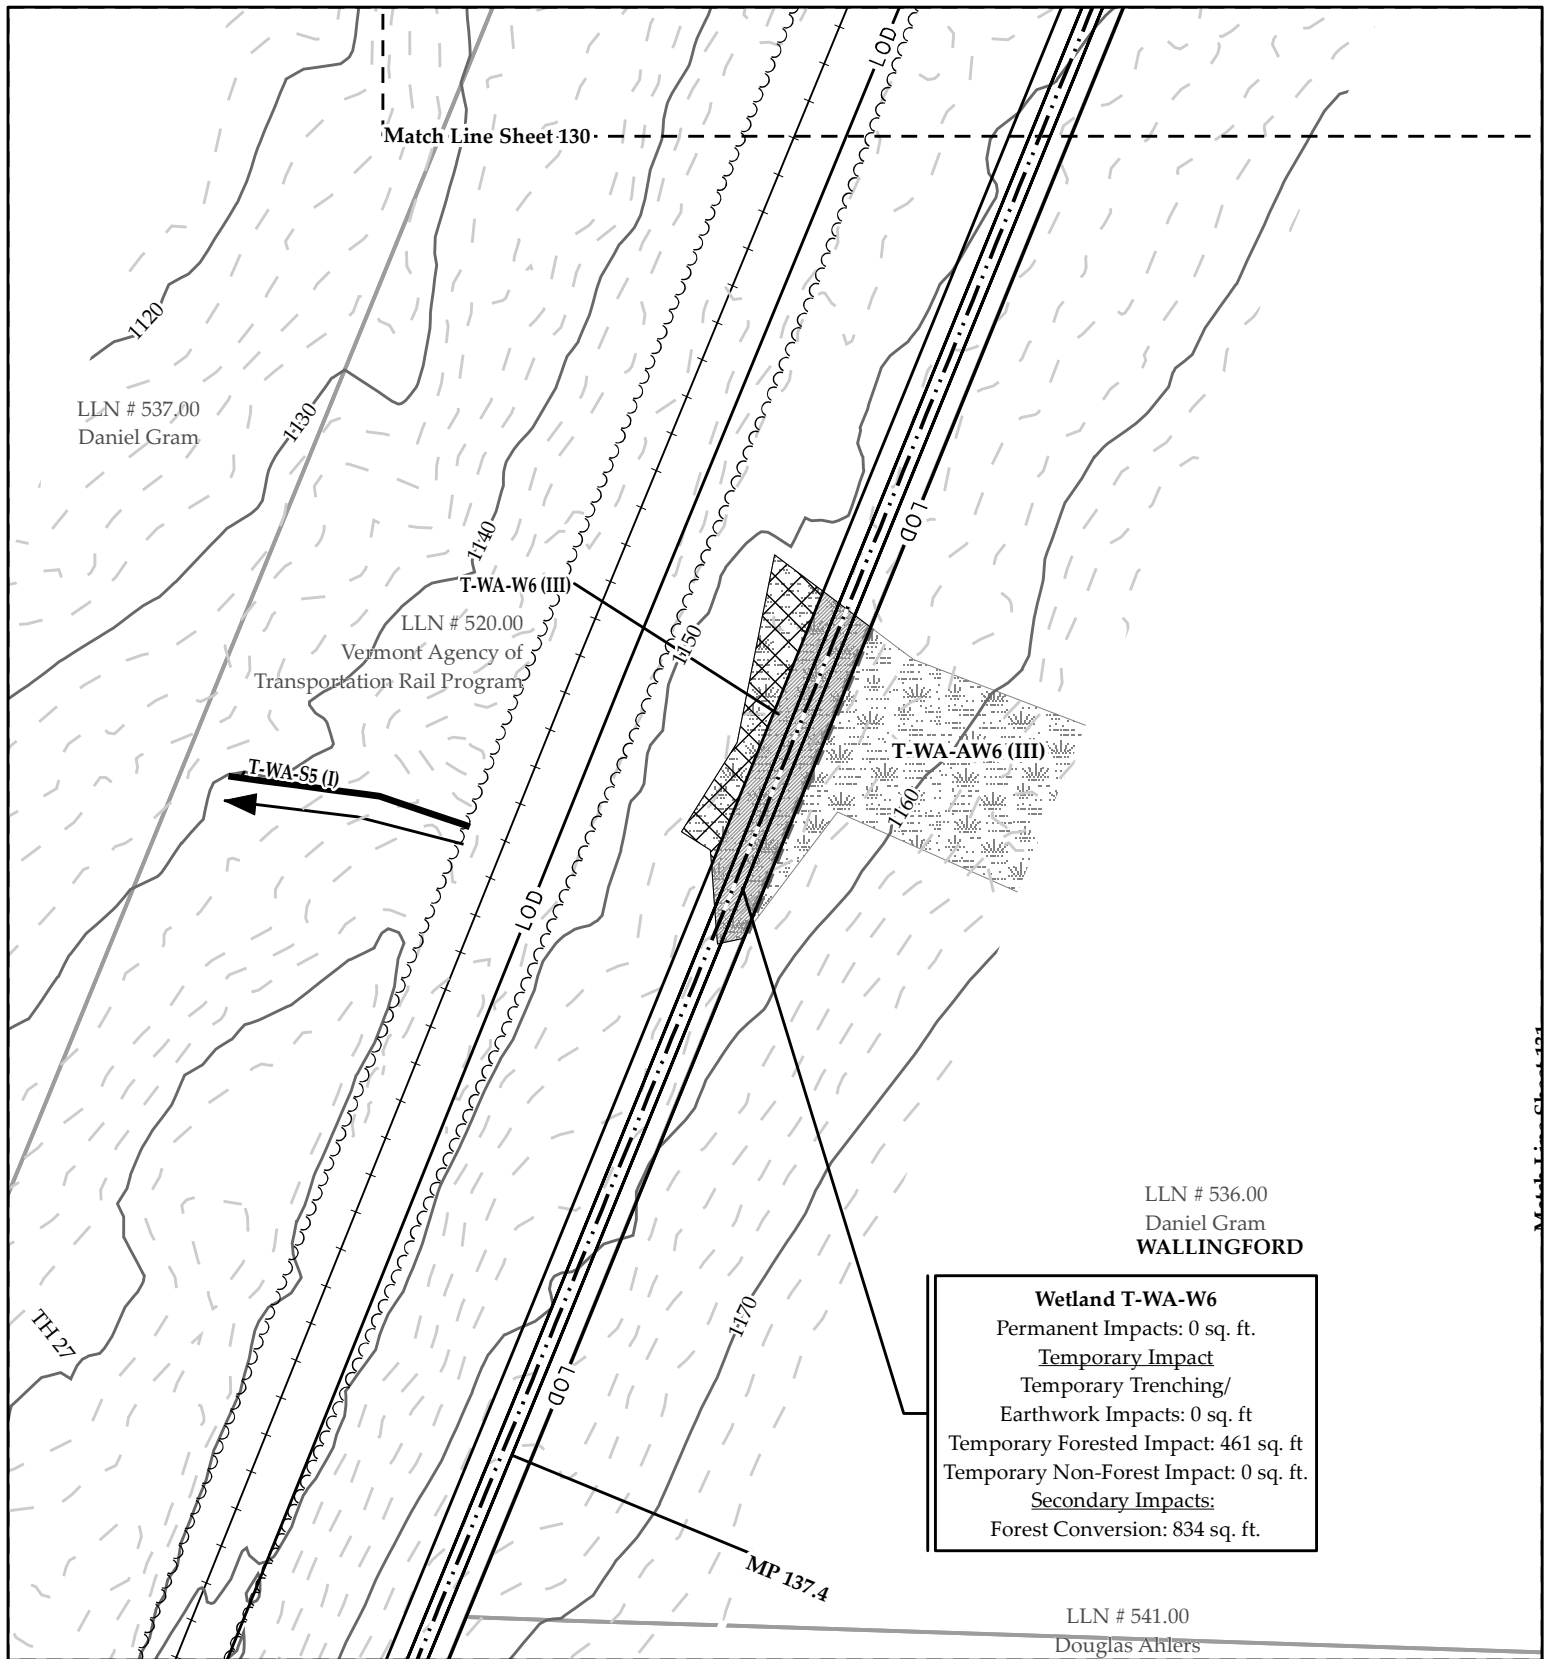 LOD
Match Line Sheet 130
1120
LLN # 537.00
Daniel Gram
1130
LOD
1140
T-WA-W6 (III)
LLN # 520.00
Vermont Agency of
Transportation Rail Program
1150
T-WA-AW6 (III)
T-WA-S5 (I)
1160
LOD
Match Line Sheet 131
LLN # 536.00
Daniel Gram
WALLINGFORD
Wetland T-WA-W6
Permanent Impacts: 0 sq. ft.
Temporary Impact
Temporary Trenching/
Earthwork Impacts: 0 sq. ft
Temporary Forested Impact: 461 sq. ft
Temporary Non-Forest Impact: 0 sq. ft.
Secondary Impacts:
Forest Conversion: 834 sq. ft.
1170
TH 27
LOD
MP 137.4
LLN # 541.00
Douglas Ahlers